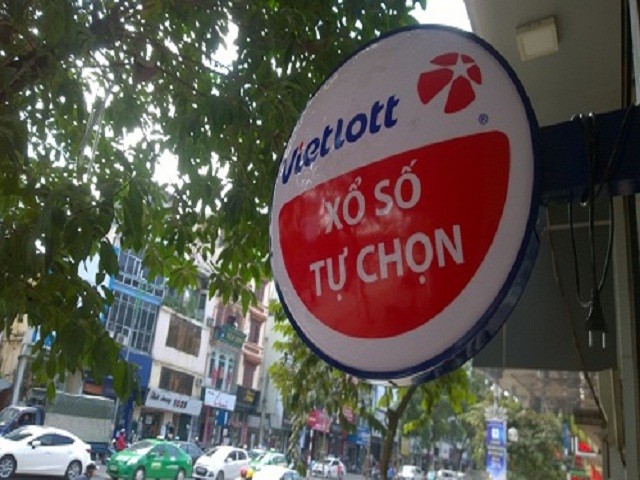 Vietlott
®
XỔ SỐ
TỰ CHỌN